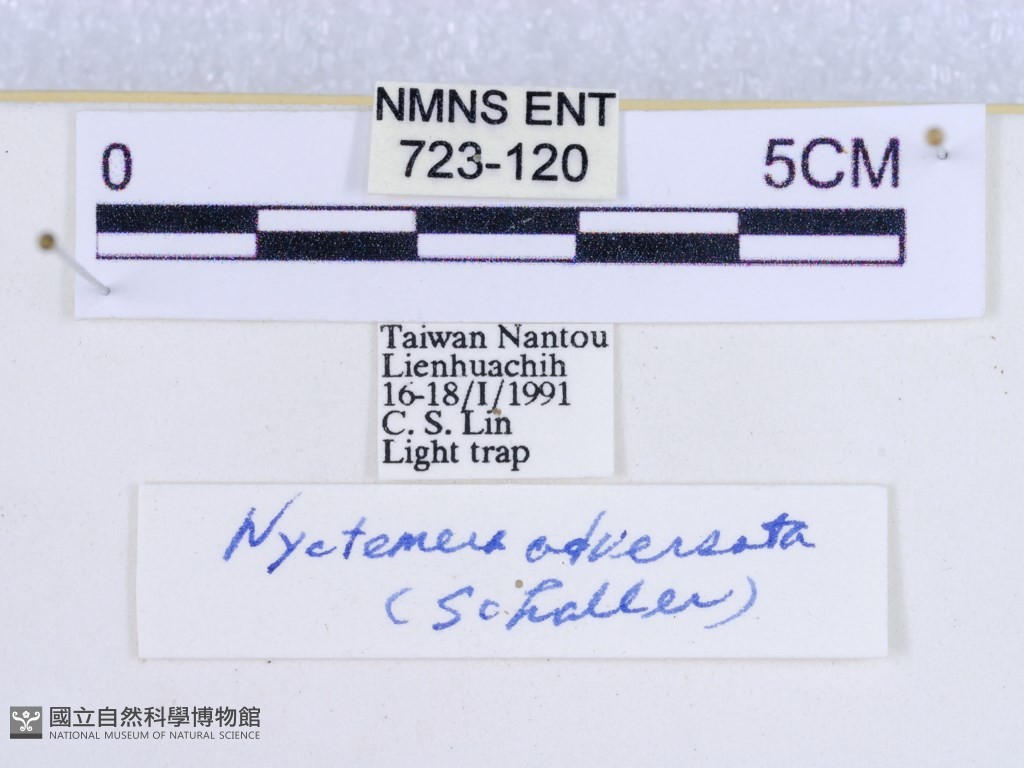 NMNS ENT
723-120
0 5CM
Taiwan Nantou
Lienhuachih
16-18/I/1991
C. S. Lin
Light trap
Nyctemera adversata
(Schaller)
國立自然科學博物館
NATIONAL MUSEUM OF NATURAL SCIENCE